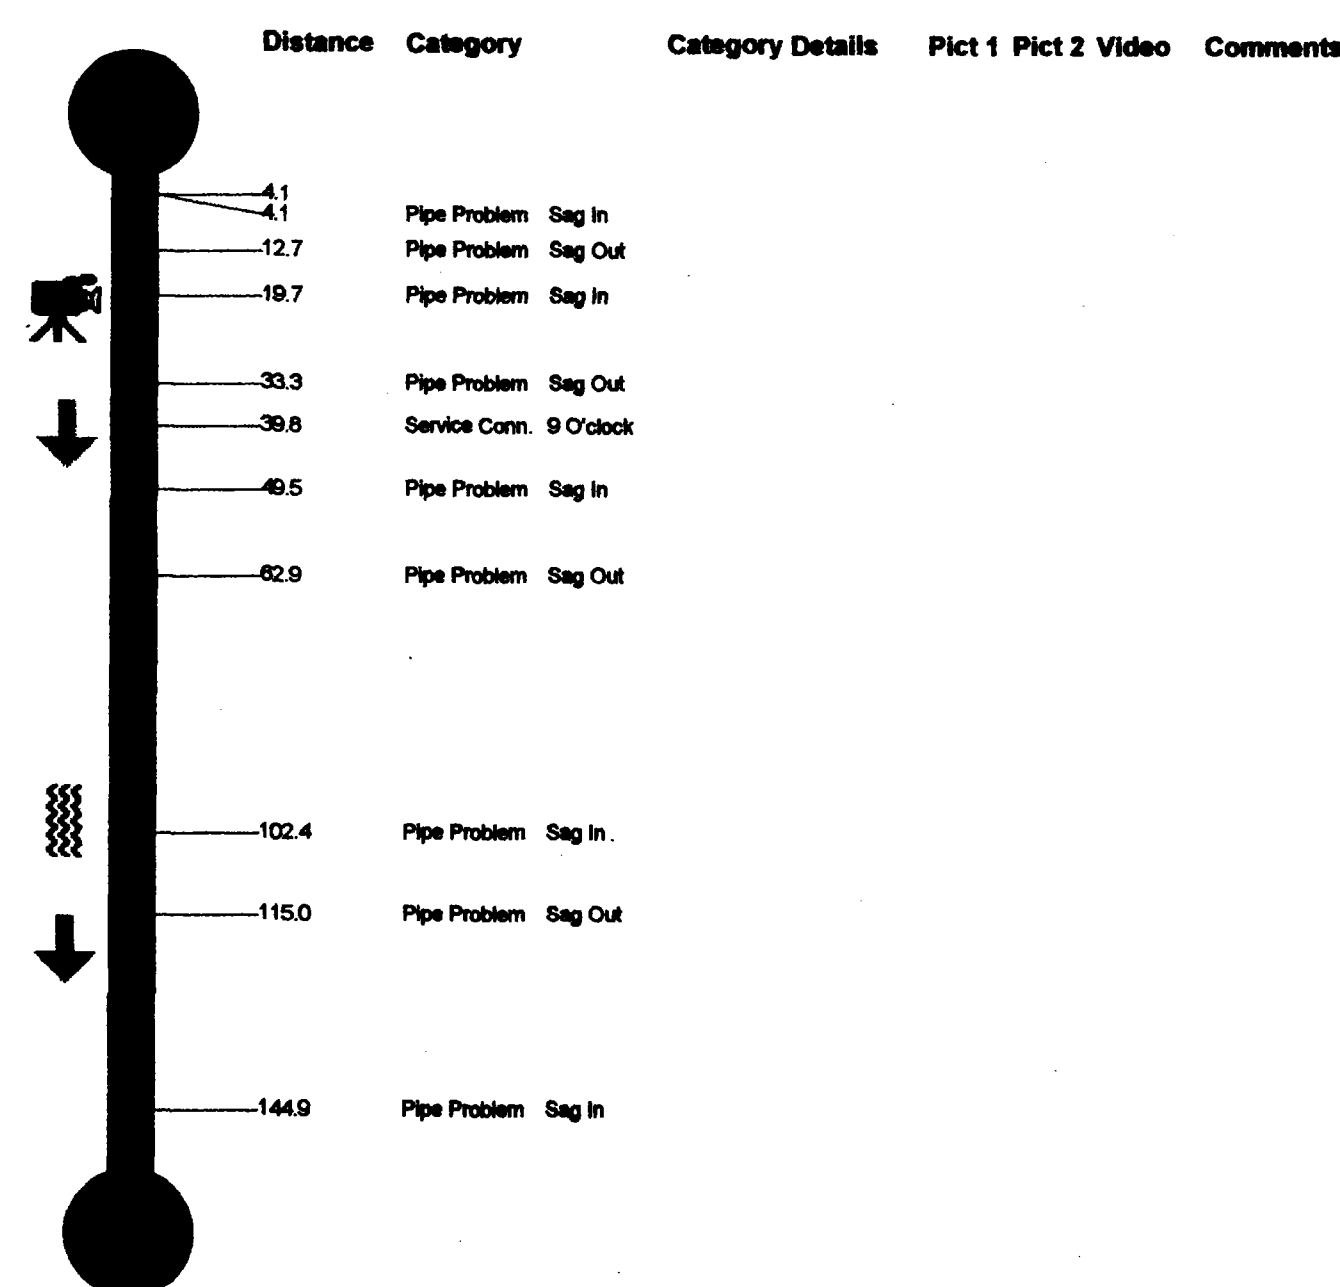 Distance Category Category Details Pict 1 Pict 2 Video Comments
4.1
4.1 Pipe Problem Sag In
12.7 Pipe Problem Sag Out
19.7 Pipe Problem Sag In
33.3 Pipe Problem Sag Out
39.8 Service Conn. 9 O'clock
49.5 Pipe Problem Sag In
62.9 Pipe Problem Sag Out
102.4 Pipe Problem Sag In
115.0 Pipe Problem Sag Out
144.9 Pipe Problem Sag In